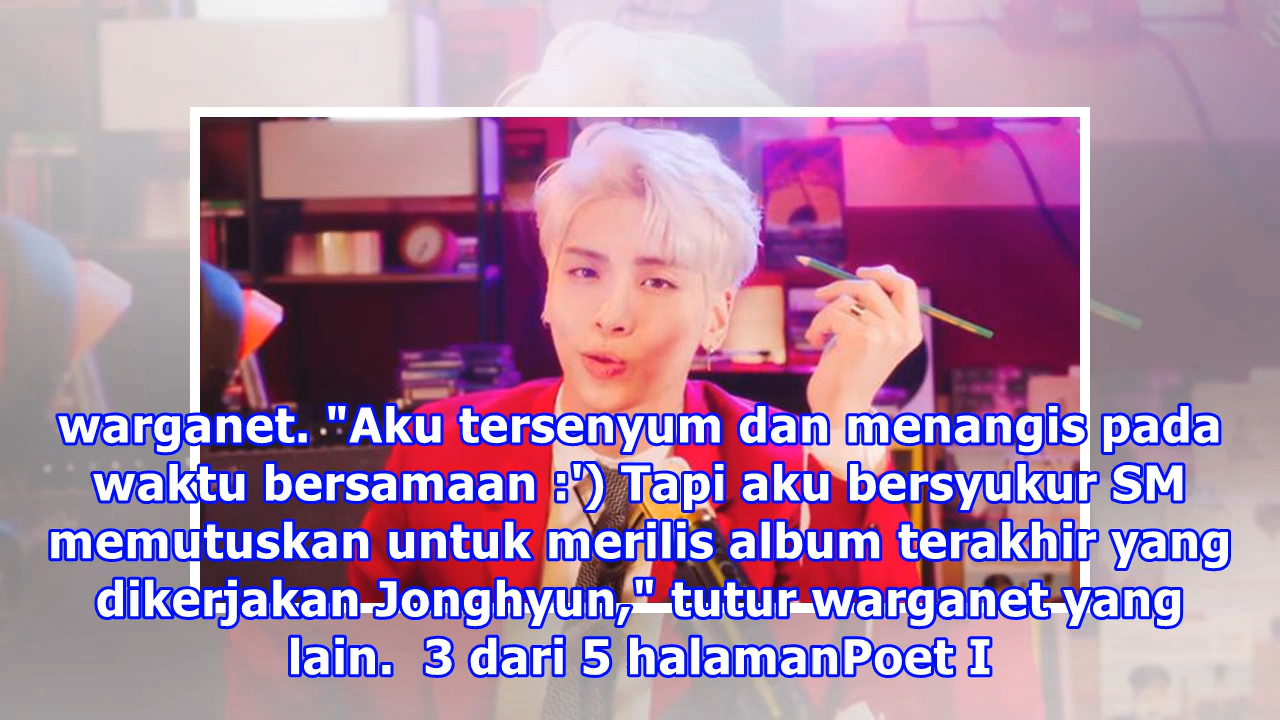 warganet. "Aku tersenyum dan menangis pada
waktu bersamaan :') Tapi aku bersyukur SM
memutuskan untuk merilis album terakhir yang
dikerjakan Jonghyun," tutur warganet yang
lain.  3 dari 5 halamanPoet I